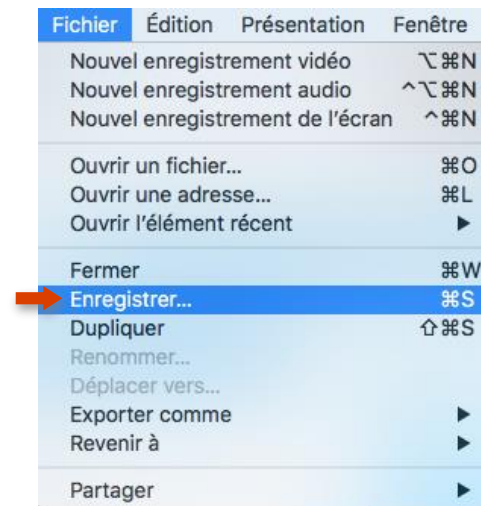 Fichier Édition Présentation Fenêtre
Nouvel enregistrement vidéo ⌥⌘N
Nouvel enregistrement audio ^⌥⌘N
Nouvel enregistrement de l’écran ^⌘N
Ouvrir un fichier... ⌘O
Ouvrir une adresse... ⌘L
Ouvrir l’élément récent ▶
Fermer ⌘W
Enregistrer... ⌘S
Dupliquer ⇧⌘S
Renommer...
Déplacer vers...
Exporter comme ▶
Revenir à ▶
Partager ▶